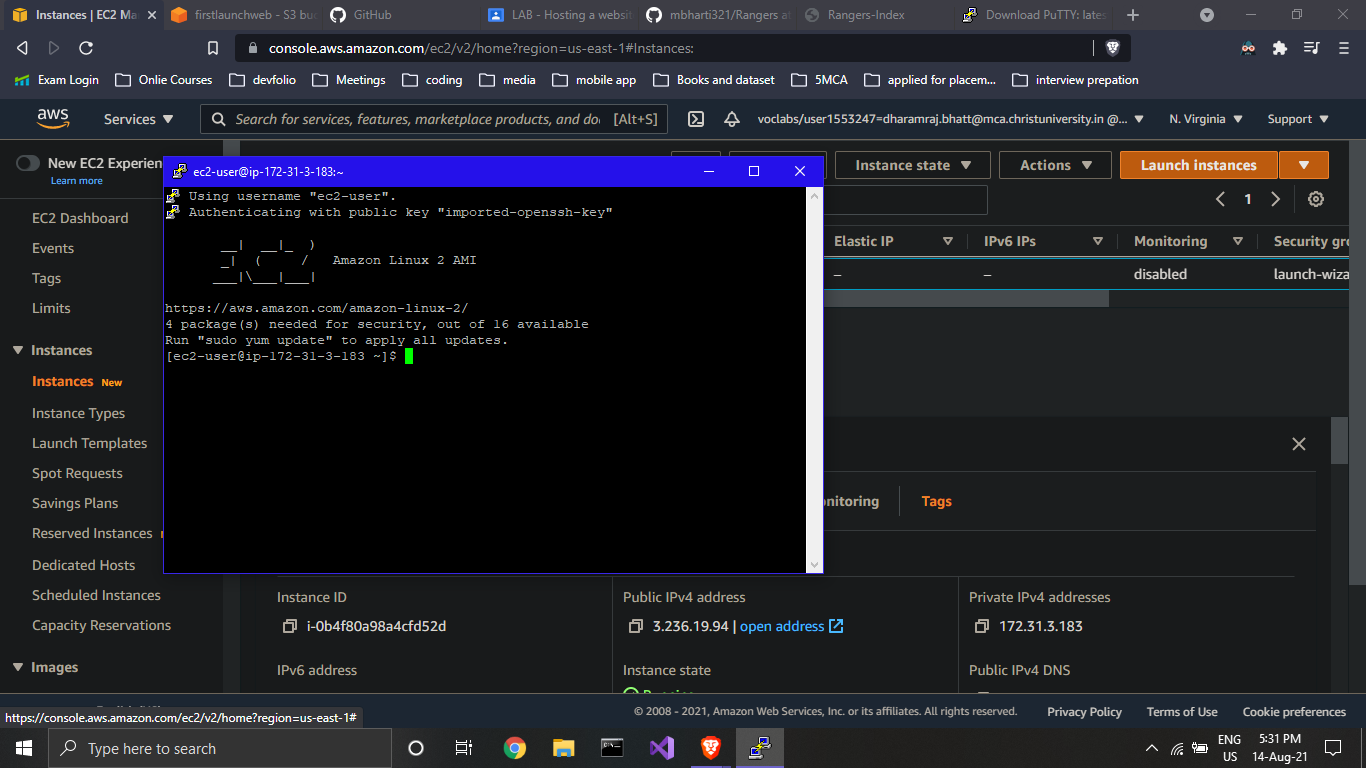 Instances | EC2 Ma
firstlaunchweb - S3 bu
GitHub
LAB - Hosting a websit
mbharti321/Rangers at
Rangers-Index
Download PuTTY: lates
console.aws.amazon.com/ec2/v2/home?region=us-east-1#Instances:
Exam Login
Onlie Courses
devfolio
Meetings
coding
media
mobile app
Books and dataset
5MCA
applied for placem...
interview prepation
aws
Services
Search for services, features, marketplace products, and do
[Alt+S]
voclabs/user1553247=dharamraj.bhatt@mca.christuniversity.in @...
N. Virginia
Support
New EC2 Experien
Learn more
EC2 Dashboard
Events
Tags
Limits
Instances
Instances New
Instance Types
Launch Templates
Spot Requests
Savings Plans
Reserved Instances
Dedicated Hosts
Scheduled Instances
Capacity Reservations
Images
Instance state
Actions
Launch instances
1
Elastic IP
IPv6 IPs
Monitoring
Security gro
–
–
disabled
launch-wiza
ec2-user@ip-172-31-3-183:~
Using username "ec2-user".
Authenticating with public key "imported-openssh-key"
__| __|_ )
_| ( / Amazon Linux 2 AMI
___|\___|___|
https://aws.amazon.com/amazon-linux-2/
4 package(s) needed for security, out of 16 available
Run "sudo yum update" to apply all updates.
[ec2-user@ip-172-31-3-183 ~]$
onitoring
Tags
Instance ID
i-0b4f80a98a4cfd52d
Public IPv4 address
3.236.19.94 | open address
Private IPv4 addresses
172.31.3.183
IPv6 address
Instance state
Running
Public IPv4 DNS
https://console.aws.amazon.com/ec2/v2/home?region=us-east-1#
© 2008 - 2021, Amazon Web Services, Inc. or its affiliates. All rights reserved.
Privacy Policy
Terms of Use
Cookie preferences
Type here to search
ENG
US
5:31 PM
14-Aug-21